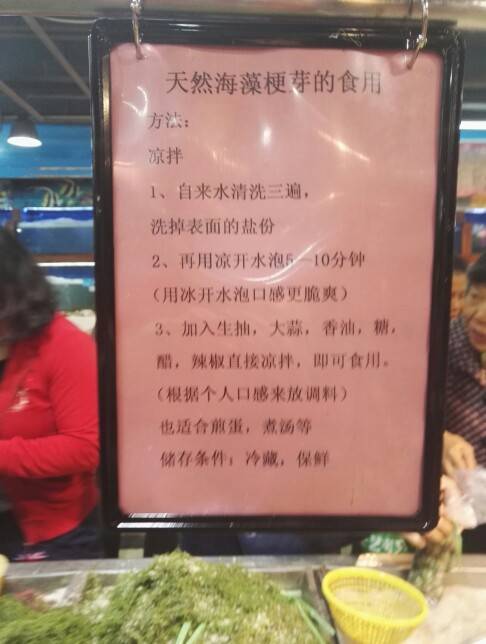 天然海藻梗芽的食用
方法：
凉拌
1、自来水清洗三遍，
洗掉表面的盐份
2、再用凉开水泡5—10分钟
（用冰开水泡口感更脆爽）
3、加入生抽，大蒜，香油，糖，
醋，辣椒直接凉拌，即可食用。
（根据个人口感来放调料）
也适合煎蛋，煮汤等
储存条件：冷藏，保鲜